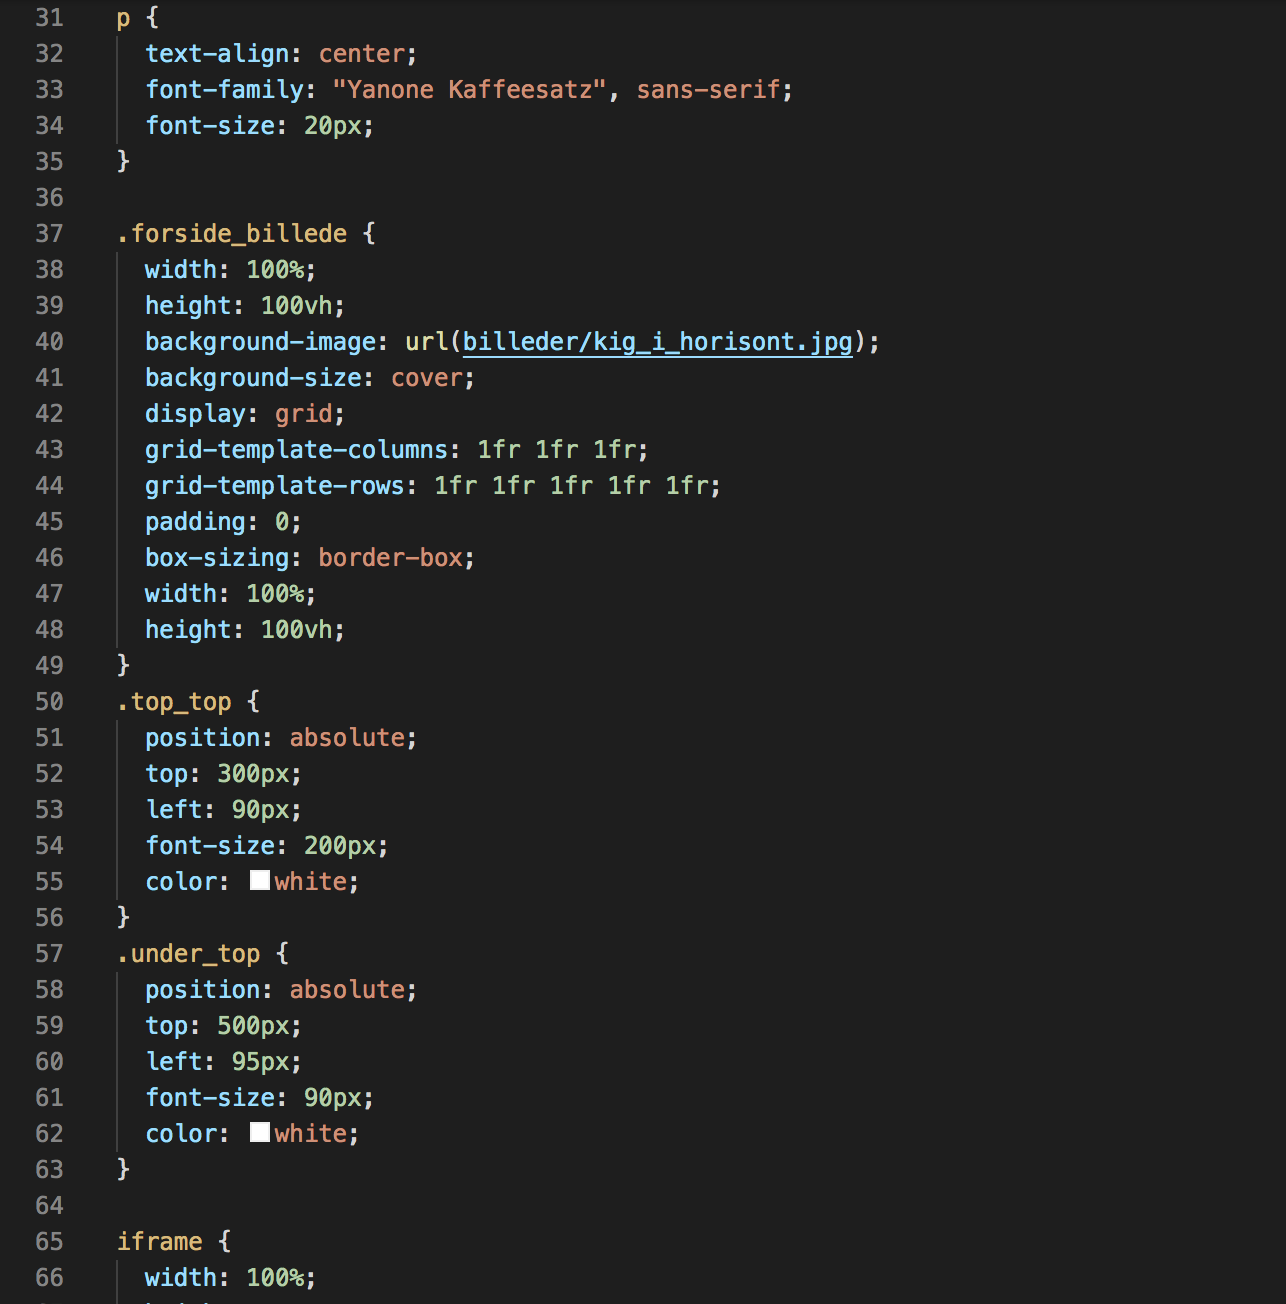 31 p {
32 text-align: center;
33 font-family: "Yanone Kaffeesatz", sans-serif;
34 font-size: 20px;
35 }
36
37 .forside_billede {
38 width: 100%;
39 height: 100vh;
40 background-image: url(billeder/kig_i_horisont.jpg);
41 background-size: cover;
42 display: grid;
43 grid-template-columns: 1fr 1fr 1fr;
44 grid-template-rows: 1fr 1fr 1fr 1fr 1fr;
45 padding: 0;
46 box-sizing: border-box;
47 width: 100%;
48 height: 100vh;
49 }
50 .top_top {
51 position: absolute;
52 top: 300px;
53 left: 90px;
54 font-size: 200px;
55 color: white;
56 }
57 .under_top {
58 position: absolute;
59 top: 500px;
60 left: 95px;
61 font-size: 90px;
62 color: white;
63 }
64
65 iframe {
66 width: 100%;